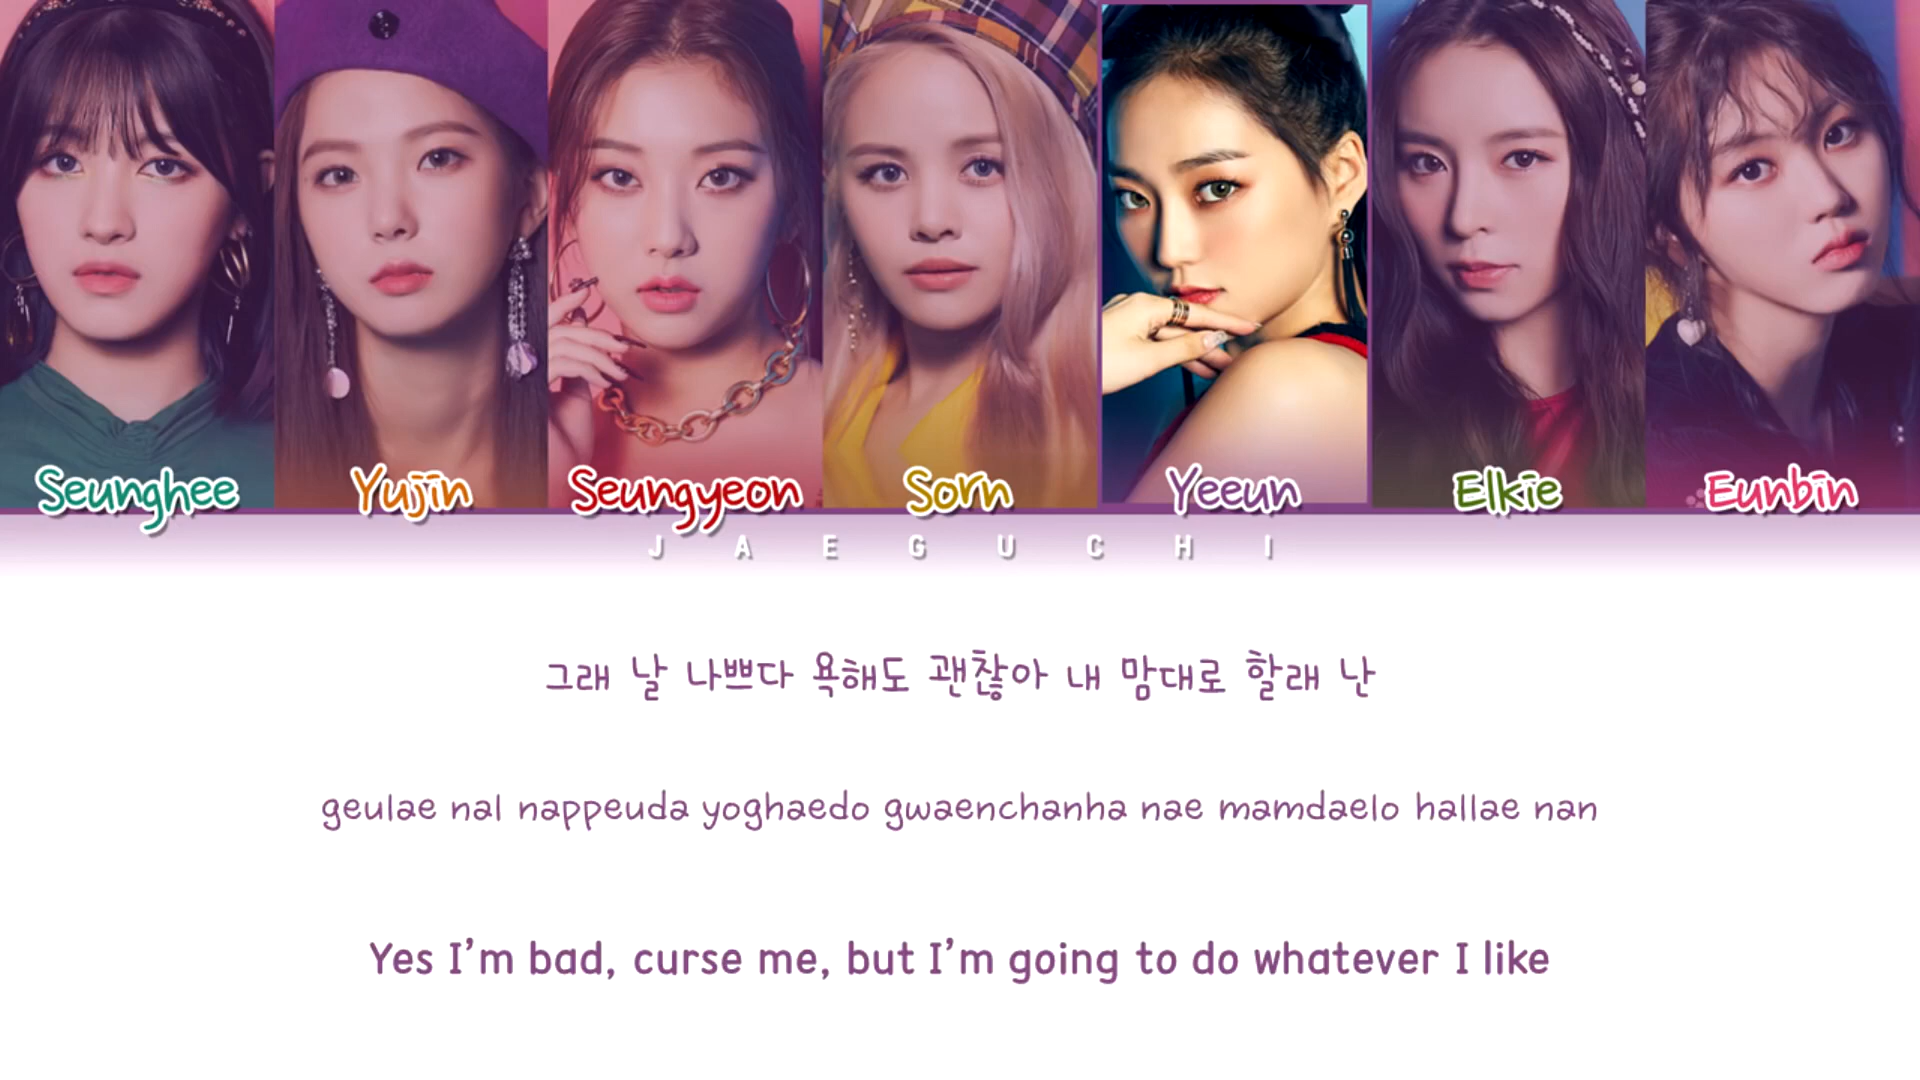 Seunghee Yujin Seungyeon Sorn Yeeun Elkie Eunbin
JAEGUCHI
그래 날 나쁘다 욕해도 괜찮아 내 맘대로 할래 난
geulae nal nappeuda yoghaedo gwaenchanha nae mamdaelo hallae nan
Yes I'm bad, curse me, but I'm going to do whatever I like